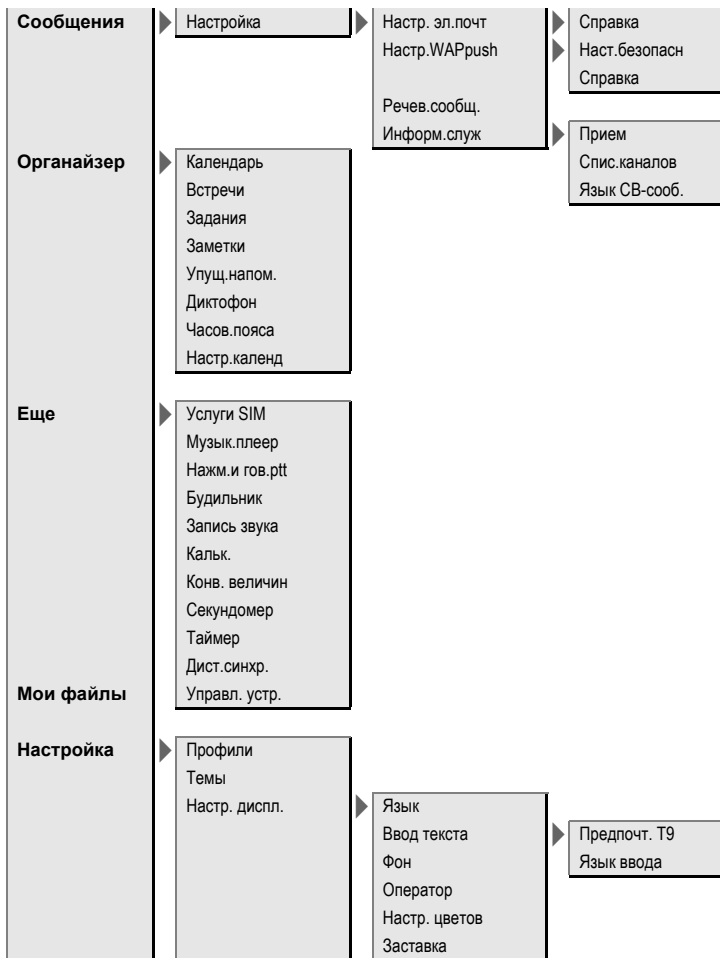 Сообщения Настройка Настр. эл.почт Справка
Настр.WAPpush Наст.безопасн
Справка
Речев.сообщ.
Информ.служ Прием
Органайзер Календарь Спис.каналов
Встречи Язык CB-сооб.
Задания
Заметки
Упущ.напом.
Диктофон
Часов.пояса
Настр.календ
Еще Услуги SIM
Музык.плеер
Нажм.и гов.ptt
Будильник
Запись звука
Кальк.
Конв. величин
Секундомер
Таймер
Дист.синхр.
Мои файлы Управл. устр.
Настройка Профили
Темы
Настр. диспл. Язык
Ввод текста Предпочт. T9
Фон Язык ввода
Оператор
Настр. цветов
Заставка